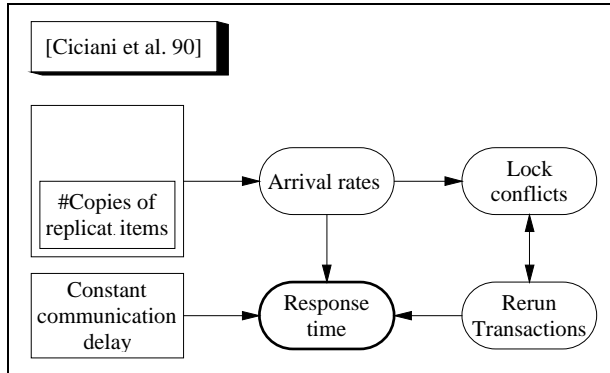 [Ciciani et al. 90]
#Copies of
replicat. items
Arrival rates
Lock
conflicts
Constant
communication
delay
Response
time
Rerun
Transactions